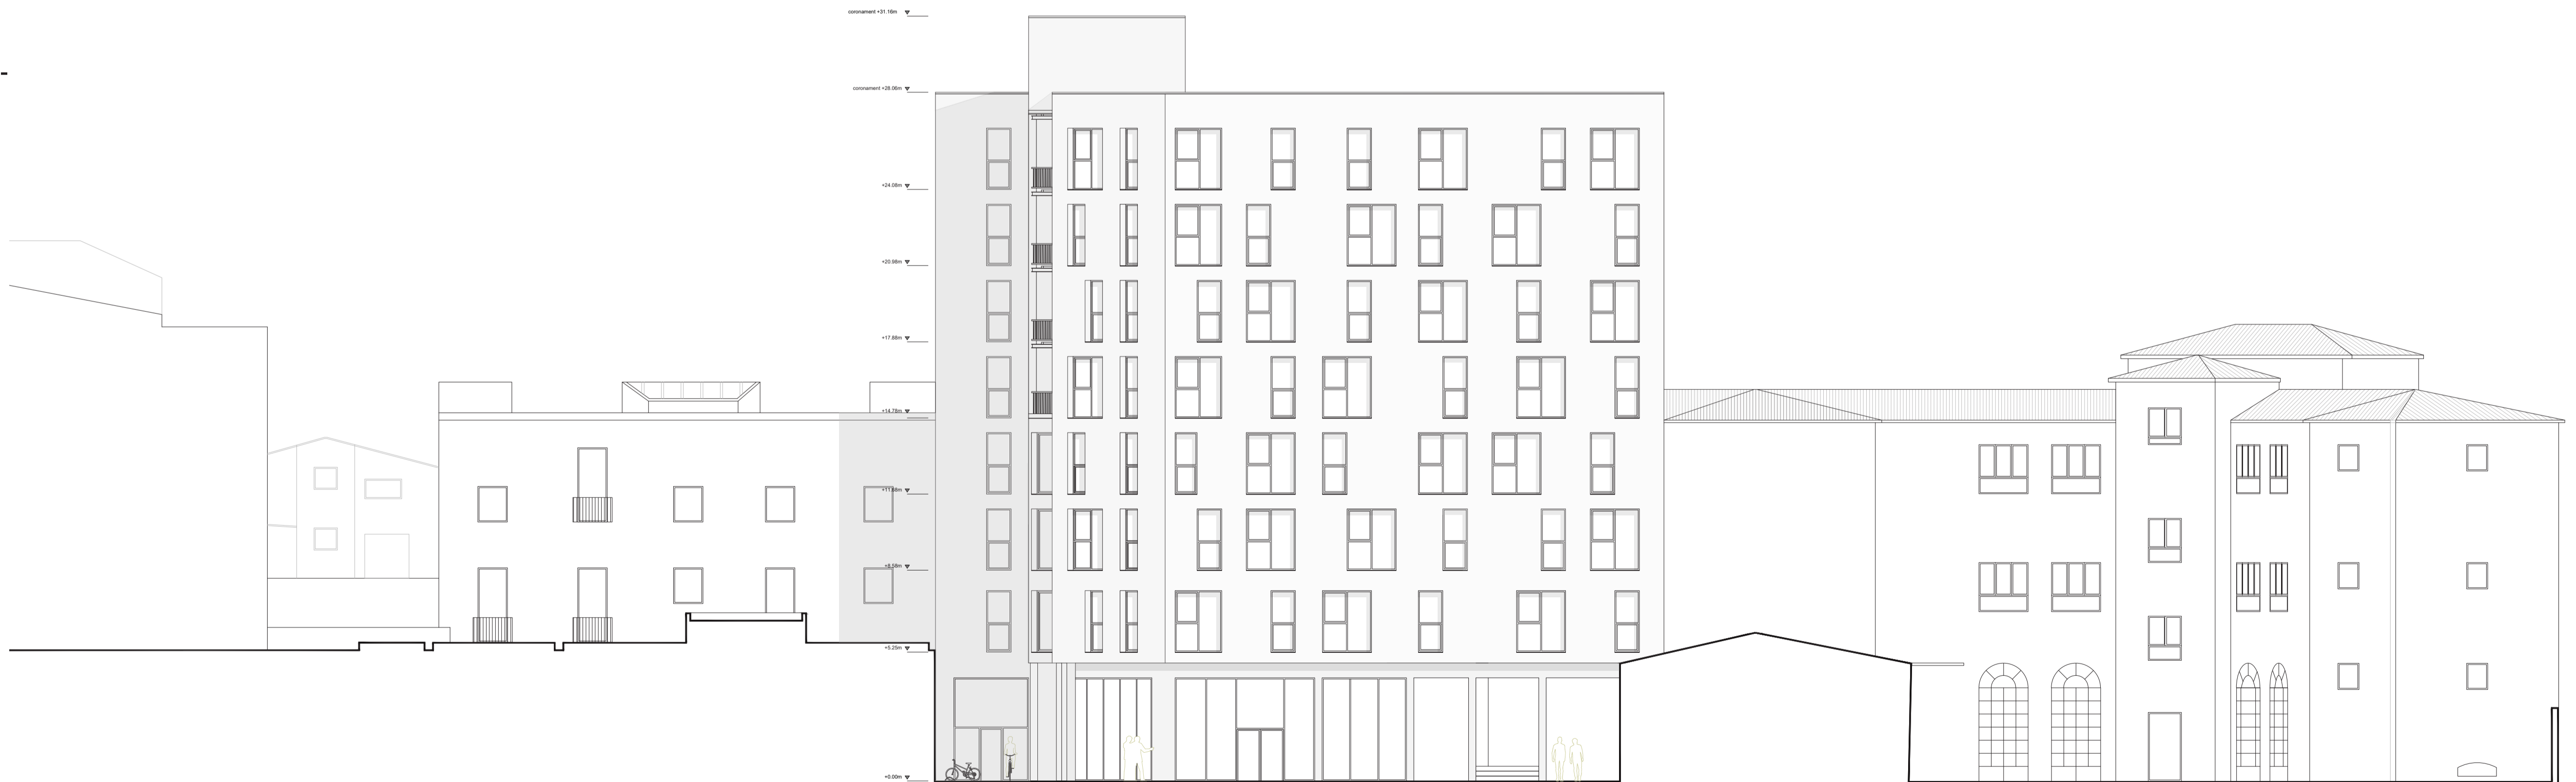 coronament +31.16m
coronament +28.06m
+24.08m
+20.98m
+17.88m
+14.78m
+11.68m
+8.58m
+5.25m
+0.00m